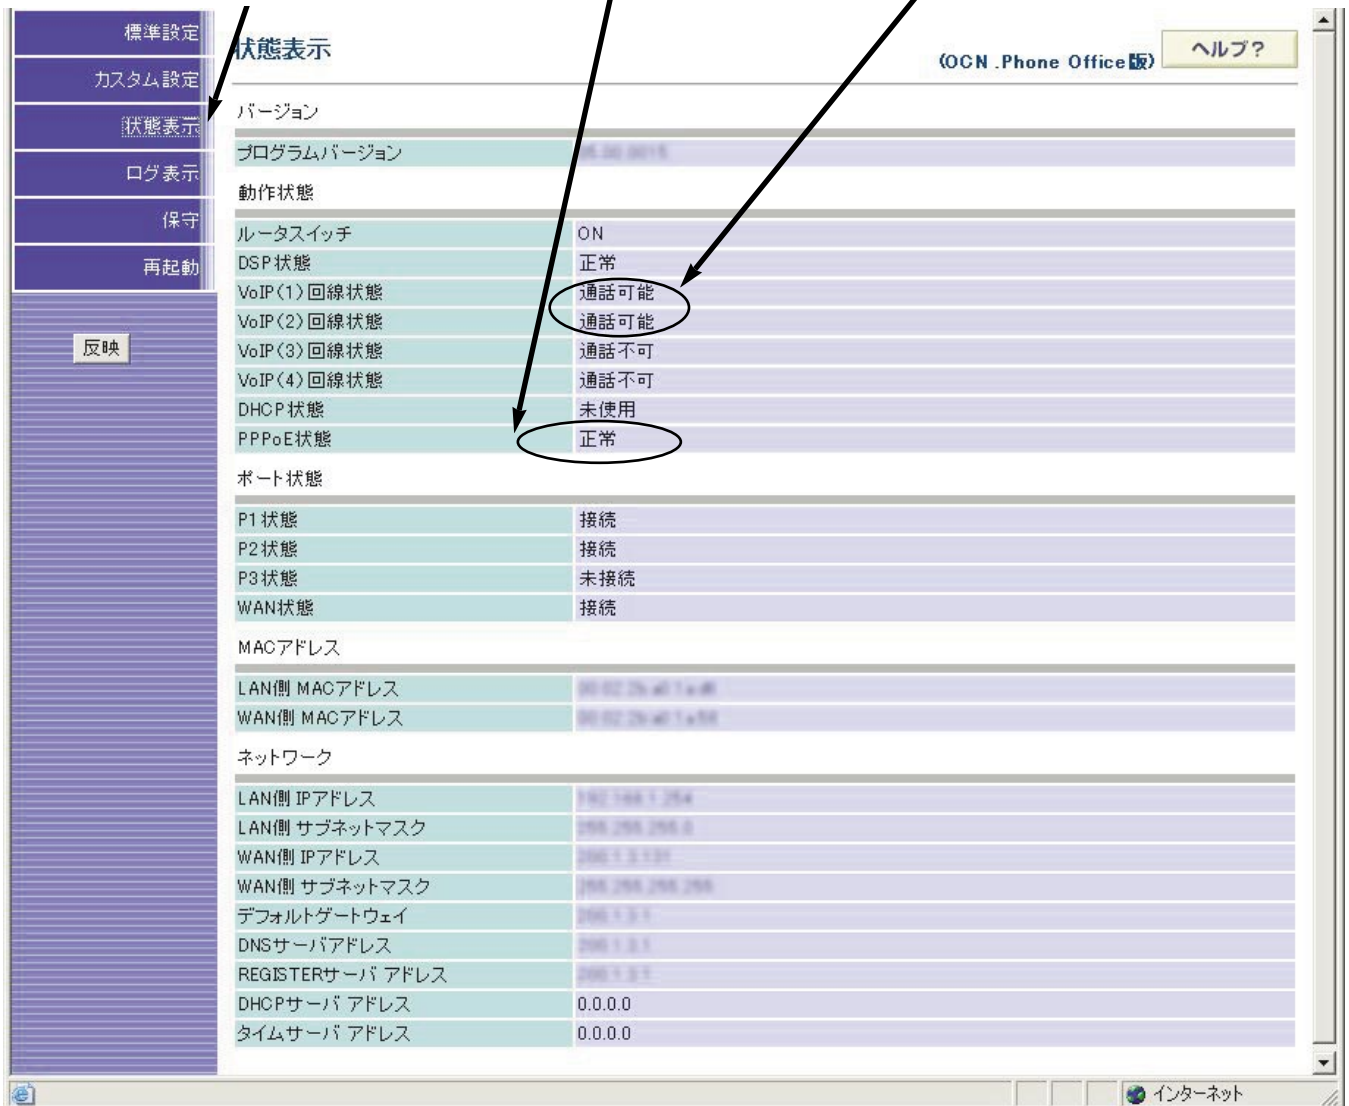 標準設定
カスタム設定
状態表示
ログ表示
保守
再起動
反映
状態表示
(OCN .Phone Office版)
ヘルプ?
バージョン
プログラムバージョン
動作状態
ルータスイッチ ON
DSP状態 正常
VoIP(1)回線状態 通話可能
VoIP(2)回線状態 通話可能
VoIP(3)回線状態 通話不可
VoIP(4)回線状態 通話不可
DHCP状態 未使用
PPPoE状態 正常
ポート状態
P1状態 接続
P2状態 接続
P3状態 未接続
WAN状態 接続
MACアドレス
LAN側 MACアドレス
WAN側 MACアドレス
ネットワーク
LAN側 IPアドレス
LAN側 サブネットマスク
WAN側 IPアドレス
WAN側 サブネットマスク
デフォルトゲートウェイ
DNSサーバアドレス
REGISTERサーバ アドレス
DHCPサーバ アドレス 0.0.0.0
タイムサーバ アドレス 0.0.0.0
インターネット